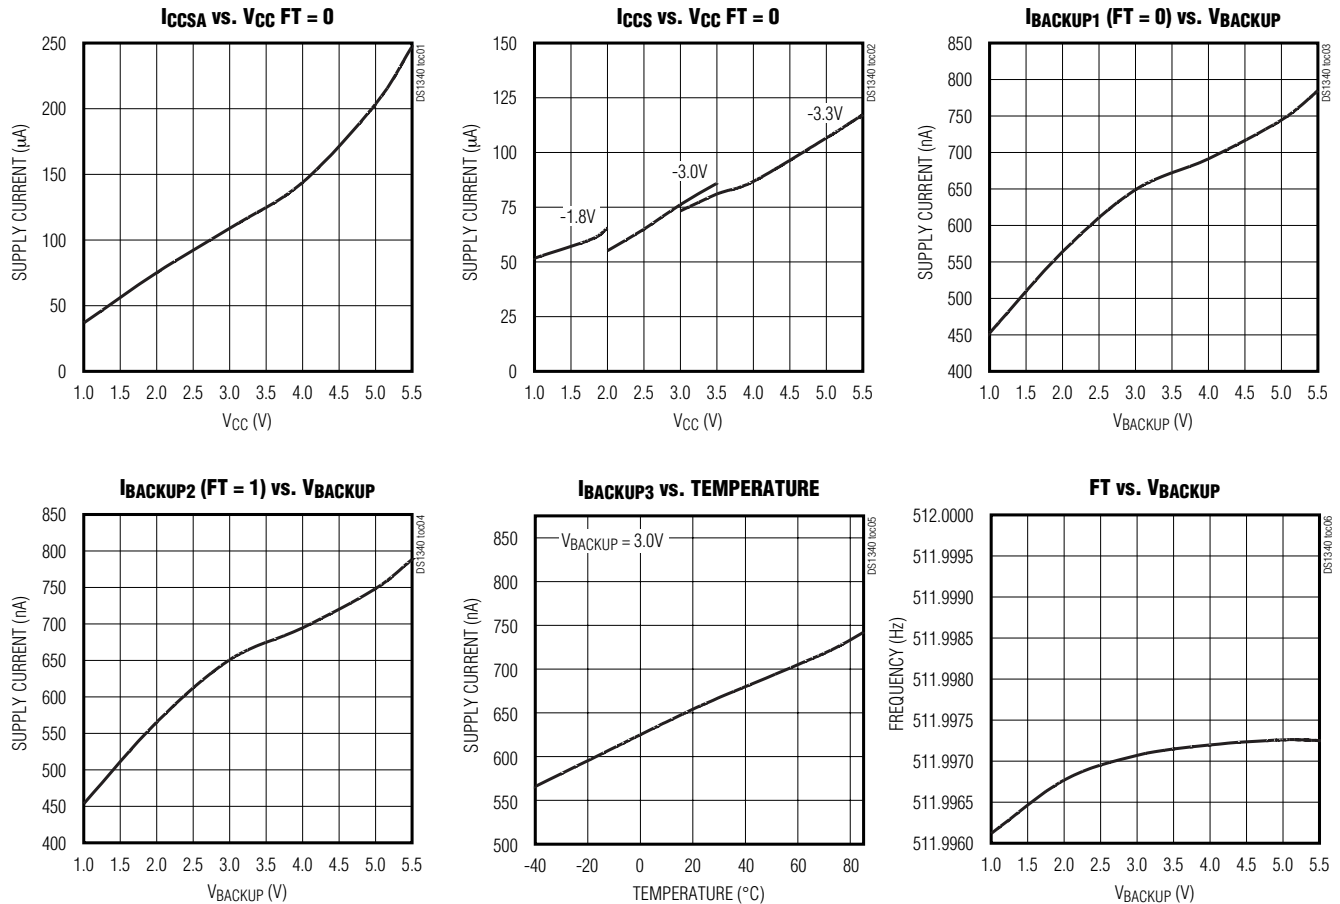 ICCSA vs. VCC FT = 0
250
200
150
100
50
0
SUPPLY CURRENT (µA)
1.0 1.5 2.0 2.5 3.0 3.5 4.0 4.5 5.0 5.5
VCC (V)
DS1340 toc01
ICCS vs. VCC FT = 0
150
125
100
75
50
25
0
SUPPLY CURRENT (µA)
-1.8V
-3.0V
-3.3V
1.0 1.5 2.0 2.5 3.0 3.5 4.0 4.5 5.0 5.5
VCC (V)
DS1340 toc02
IBACKUP1 (FT = 0) vs. VBACKUP
850
800
750
700
650
600
550
500
450
400
SUPPLY CURRENT (nA)
1.0 1.5 2.0 2.5 3.0 3.5 4.0 4.5 5.0 5.5
VBACKUP (V)
DS1340 toc03
IBACKUP2 (FT = 1) vs. VBACKUP
850
800
750
700
650
600
550
500
450
400
SUPPLY CURRENT (nA)
1.0 1.5 2.0 2.5 3.0 3.5 4.0 4.5 5.0 5.5
VBACKUP (V)
DS1340 toc04
IBACKUP3 vs. TEMPERATURE
850
800
750
700
650
600
550
500
SUPPLY CURRENT (nA)
VBACKUP = 3.0V
-40 -20 0 20 40 60 80
TEMPERATURE (°C)
DS1340 toc05
FT vs. VBACKUP
512.0000
511.9995
511.9990
511.9985
511.9980
511.9975
511.9970
511.9965
511.9960
FREQUENCY (Hz)
1.0 1.5 2.0 2.5 3.0 3.5 4.0 4.5 5.0 5.5
VBACKUP (V)
DS1340 toc06